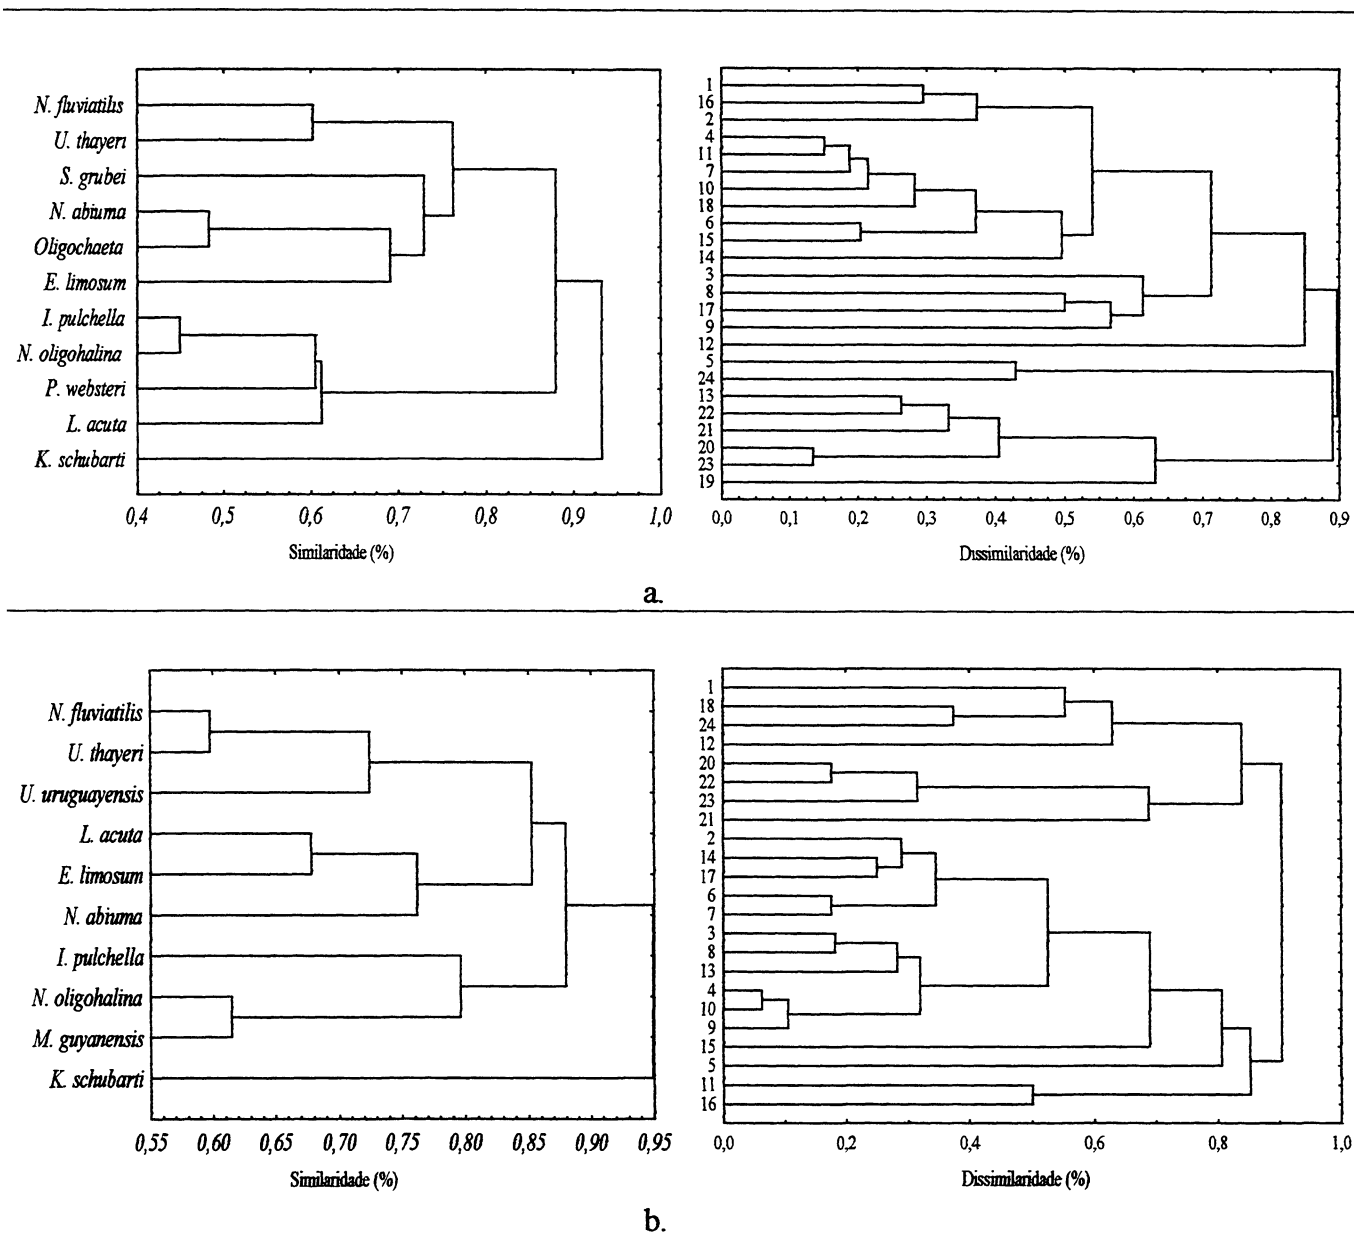 N. fluviatilis
U. thayeri
S. grubei
N. abiuma
Oligochaeta
E. limosum
I. pulchella
N. oligohalina
P. websteri
L. acuta
K. schubarti
0,4 0,5 0,6 0,7 0,8 0,9 1,0
Similaridade (%)
1
16
2
4
11
7
10
18
6
15
14
3
8
17
9
12
5
24
13
22
21
20
23
19
0,0 0,1 0,2 0,3 0,4 0,5 0,6 0,7 0,8 0,9
Dissimilaridade (%)
a.
N. fluviatilis
U. thayeri
U. uruguayensis
L. acuta
E. limosum
N. abiuma
I. pulchella
N. oligohalina
M. guyanensis
K. schubarti
0,55 0,60 0,65 0,70 0,75 0,80 0,85 0,90 0,95
Similaridade (%)
1
18
24
12
20
22
23
21
2
14
17
6
7
3
8
13
4
10
9
15
5
11
16
0,0 0,2 0,4 0,6 0,8 1,0
Dissimilaridade (%)
b.